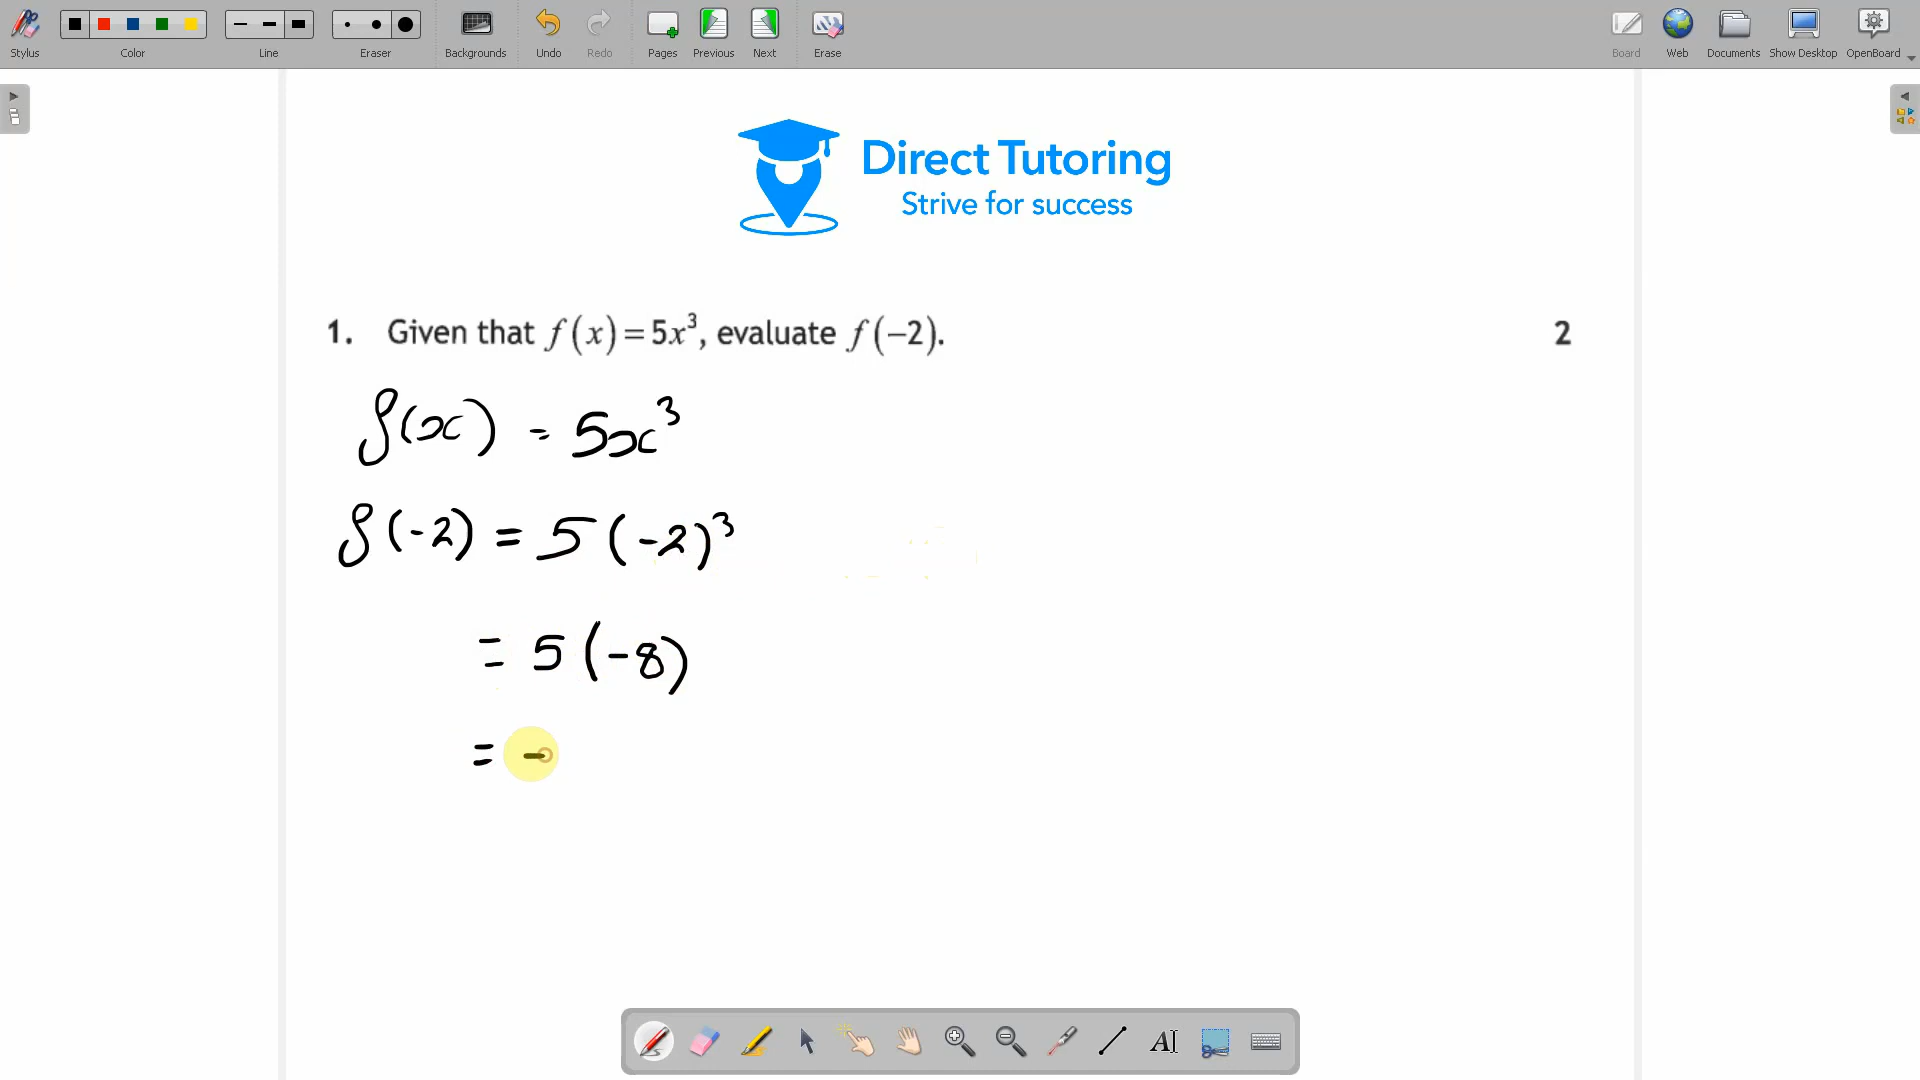 Stylus Color Line Eraser Backgrounds Undo Redo Pages Previous Next Erase Board Web Documents Show Desktop OpenBoard
Direct Tutoring
Strive for success
1. Given that f(x)=5x³, evaluate f(−2). 2
f(x) = 5x³
f(-2) = 5(-2)³
= 5(-8)
= -
AI